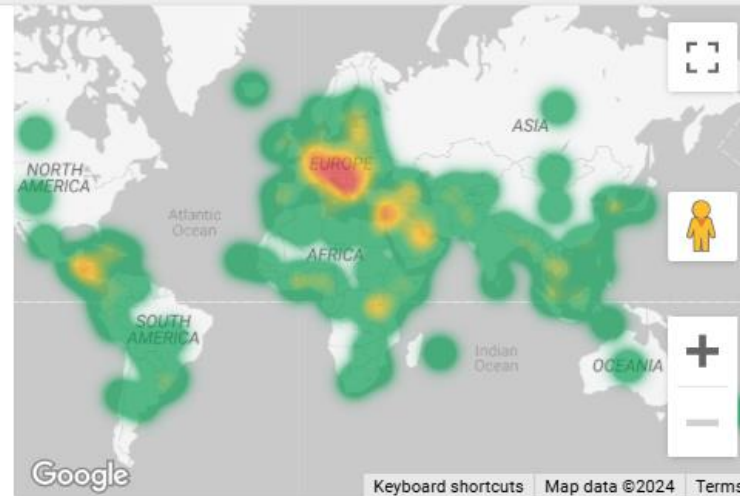 ASIA
EUROPE
NORTH
AMERICA
Atlantic
Ocean
AFRICA
SOUTH
AMERICA
Indian
Ocean
OCEANIA
Google
Keyboard shortcuts
Map data ©2024
Terms